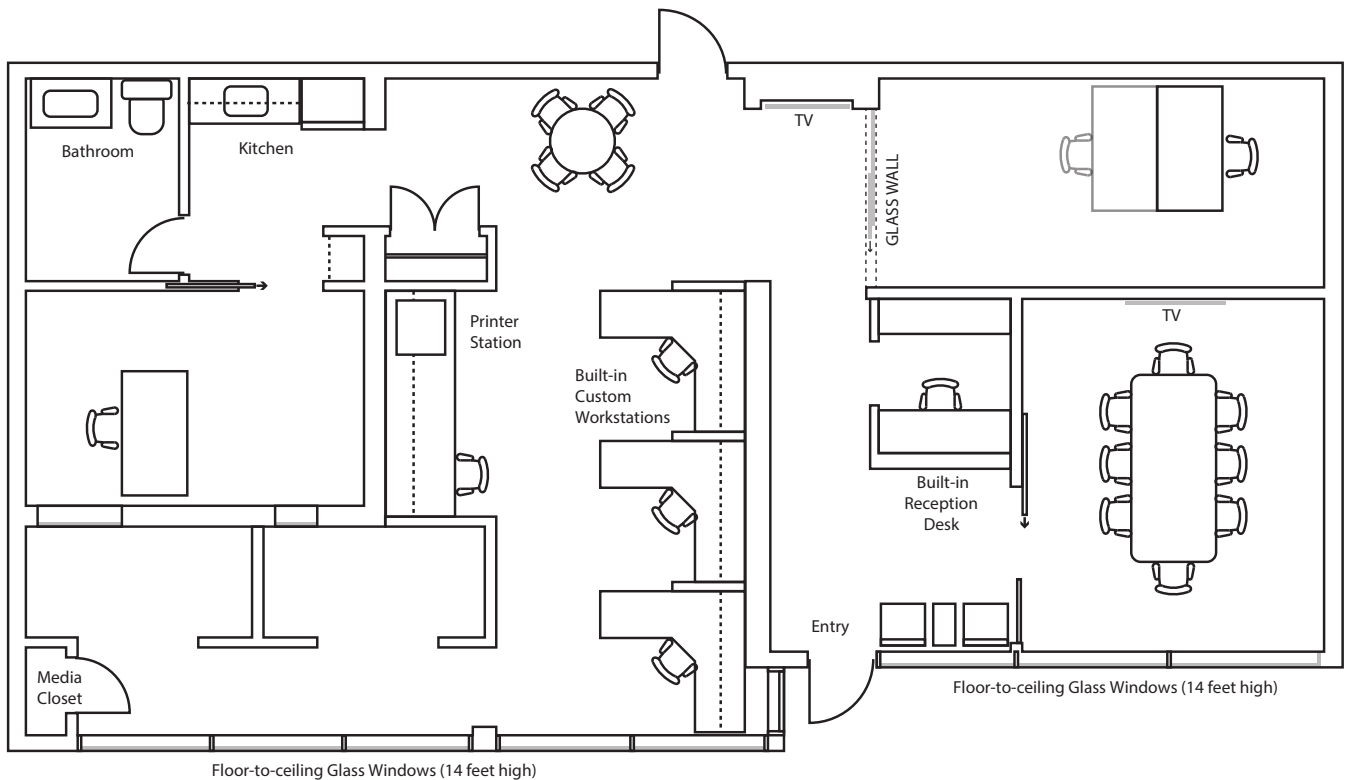 TV
Bathroom
Kitchen
GLASS WALL
TV
Printer
Station
Built-in
Custom
Workstations
Built-in
Reception
Desk
Entry
Media
Closet
Floor-to-ceiling Glass Windows (14 feet high)
Floor-to-ceiling Glass Windows (14 feet high)